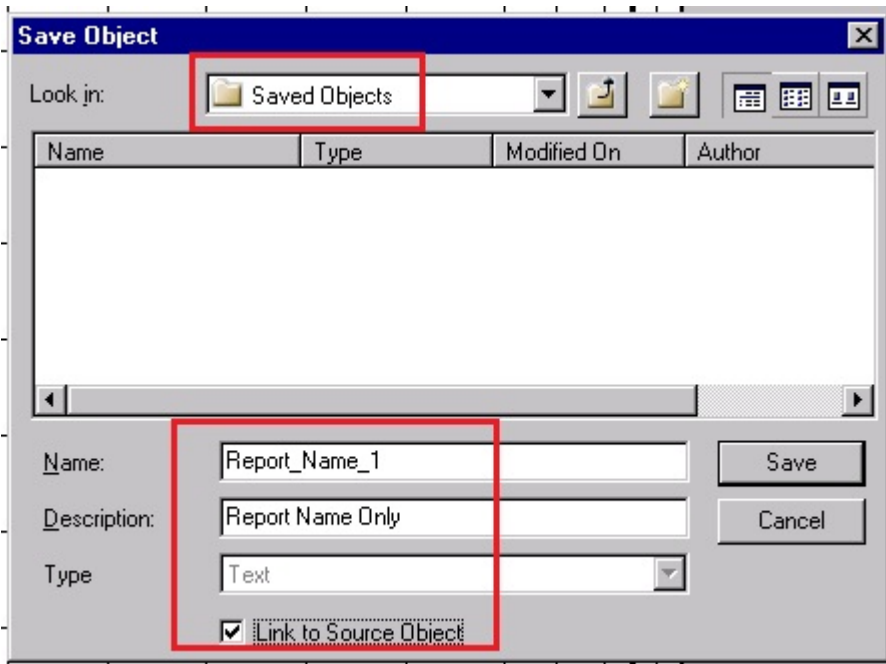 Save Object
Look in: Saved Objects
Name Type Modified On Author
Name: Report_Name_1 Save
Description: Report Name Only Cancel
Type Text
Link to Source Object